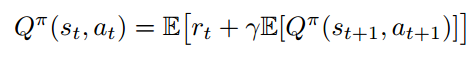 Q^π(s_t, a_t) = 𝔼[r_t + γ𝔼[Q^π(s_{t+1}, a_{t+1})]]